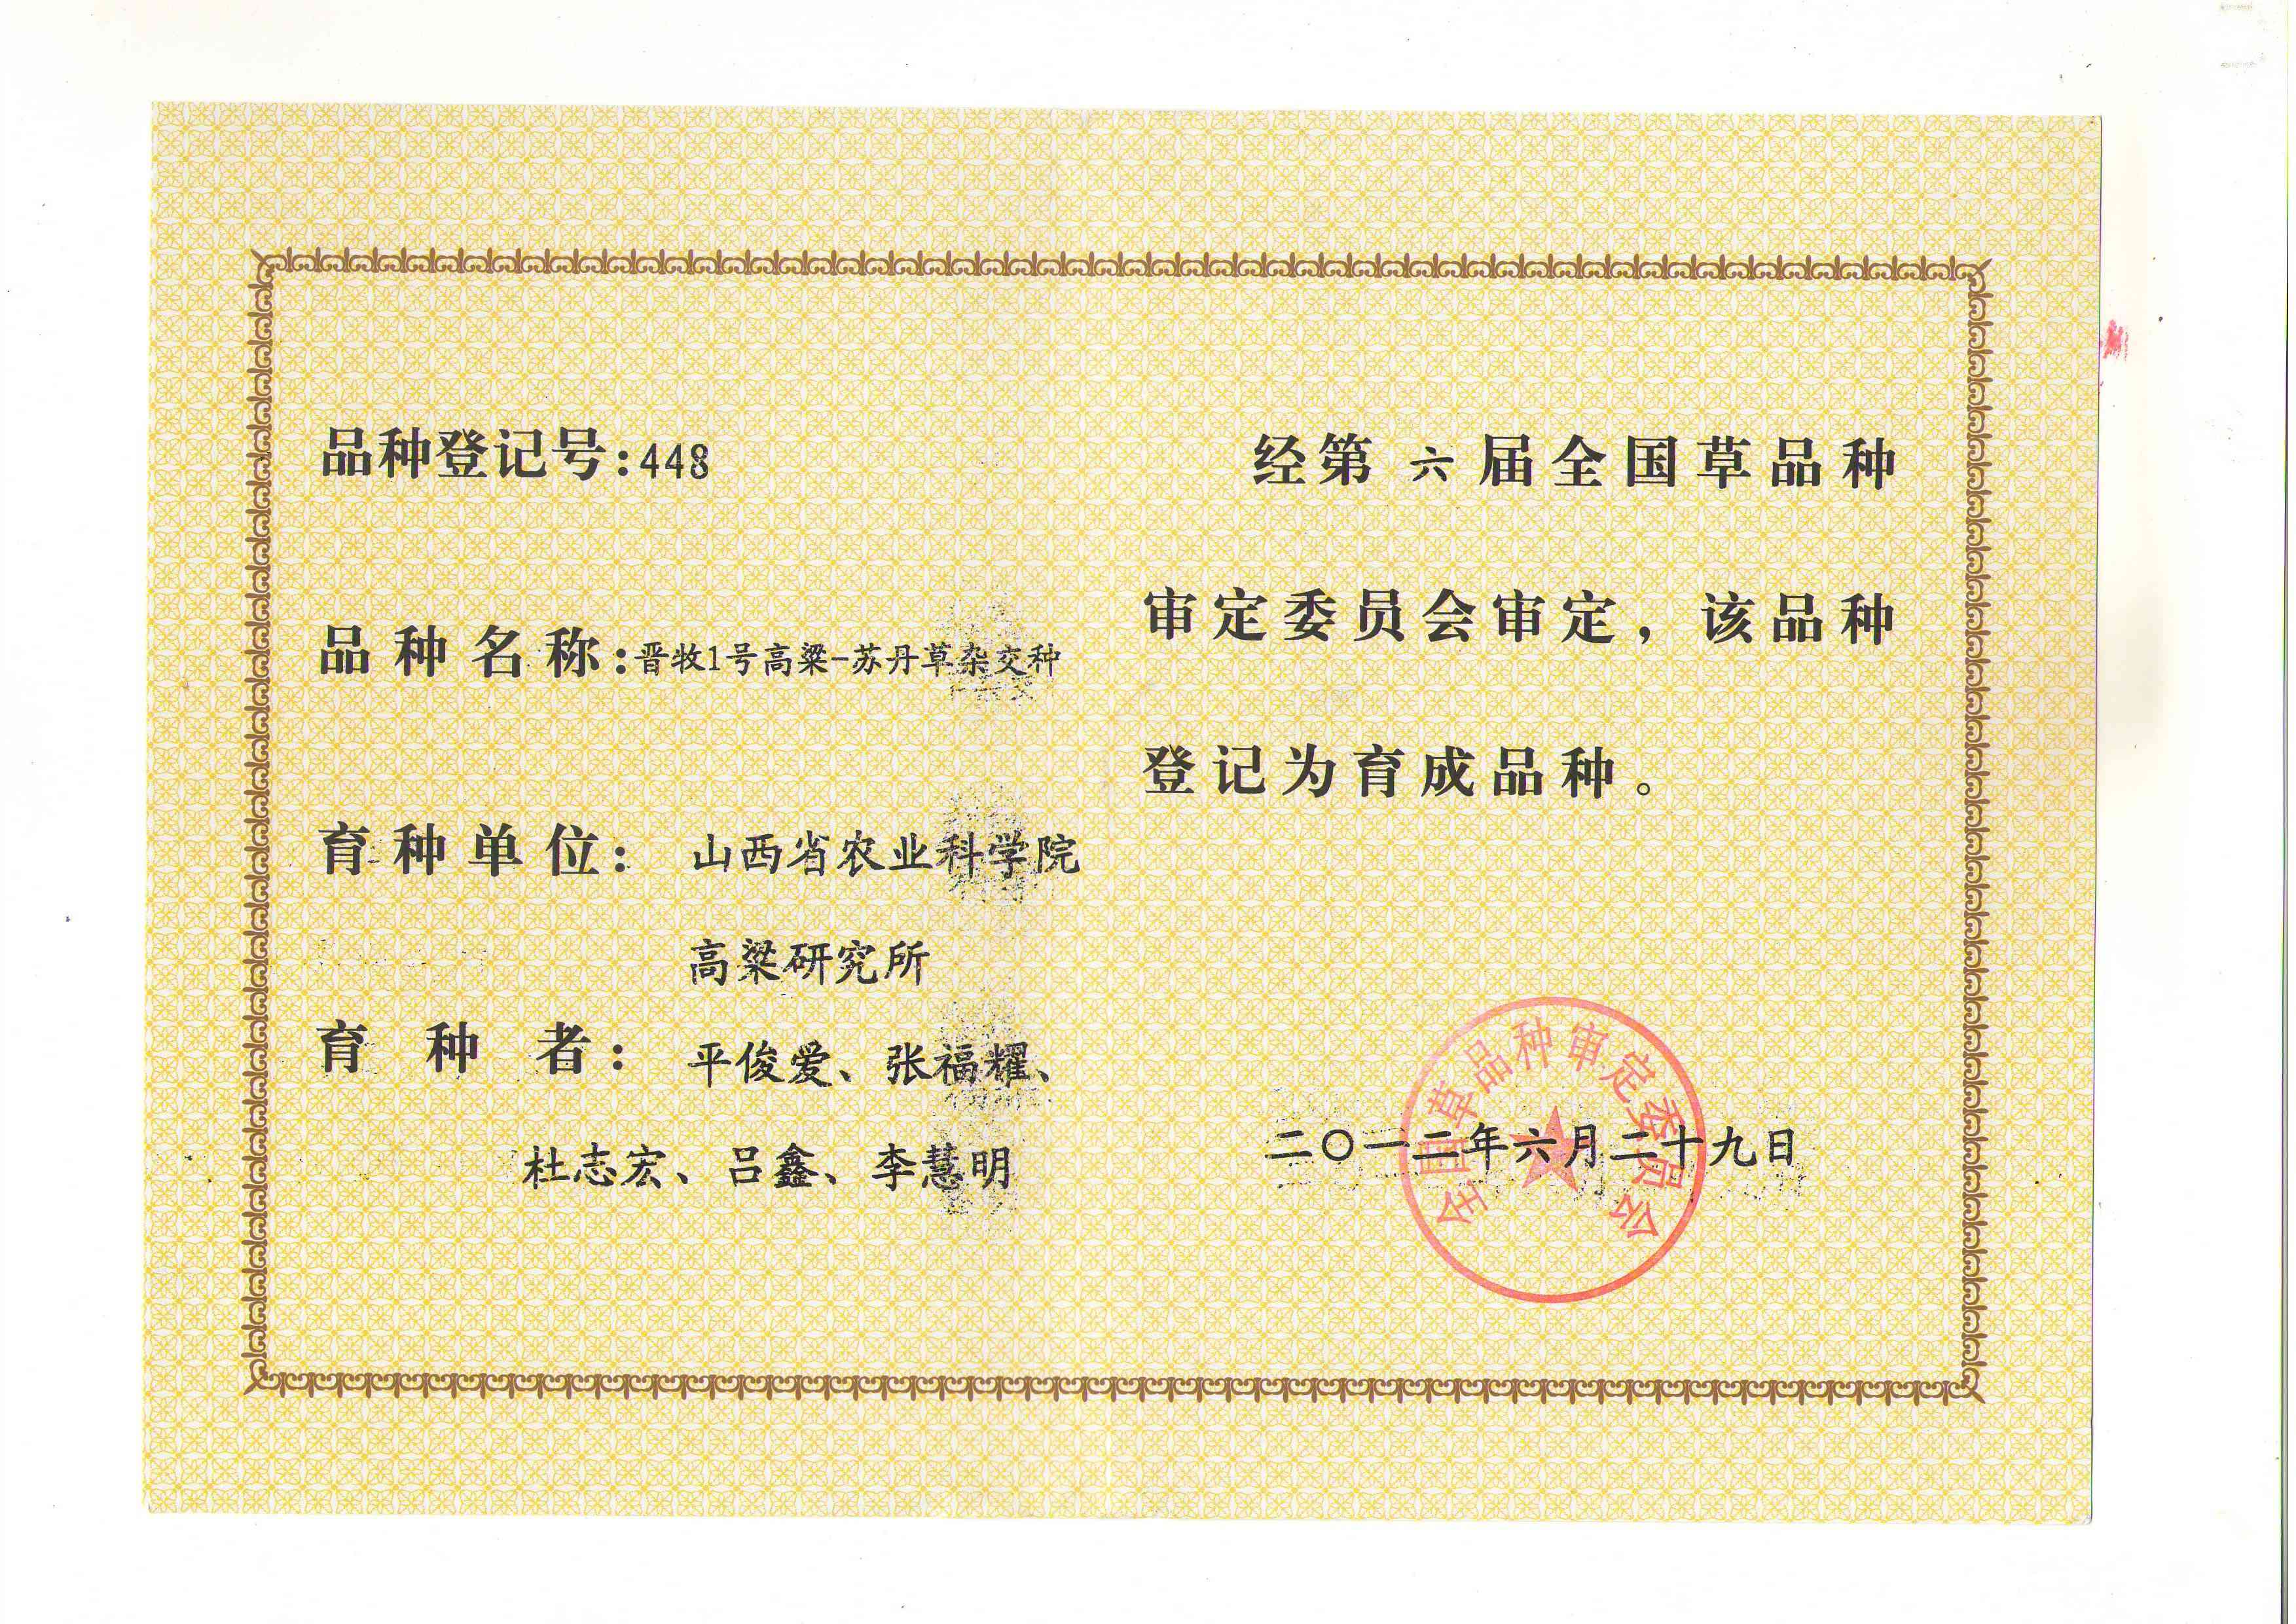 品种登记号:448
品种名称:晋牧1号高粱-苏丹草杂交种
育种单位: 山西省农业科学院
高粱研究所
育种者: 平俊爱、张福耀、
杜志宏、吕鑫、李慧明
经第六届全国草品种
审定委员会审定，该品种
登记为育成品种。
全国草品种审定委员会
二〇一二年六月二十九日